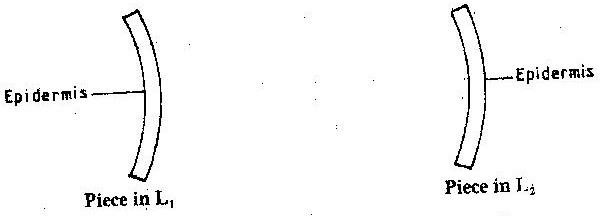 Epidermis
Epidermis
Piece in L₁
Piece in L₂